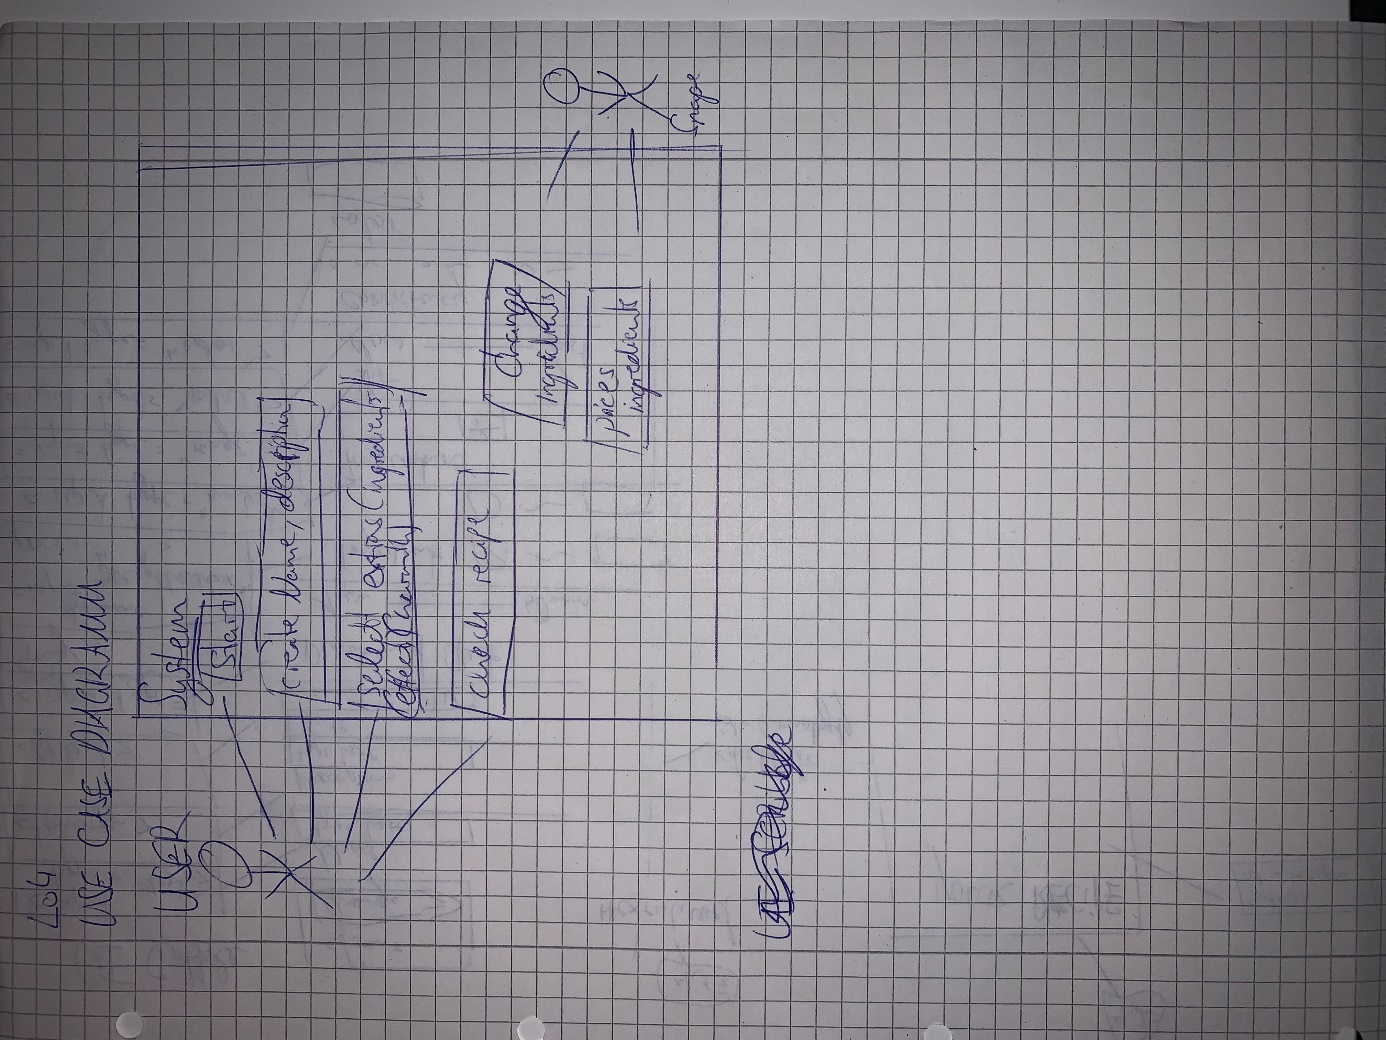 L04
USE CASE DIAGRAMM
USER
System
Start
Create Name, description
Select extras (ingredients)
check recipe
Change
ingredients
prices
ingredients
Snape